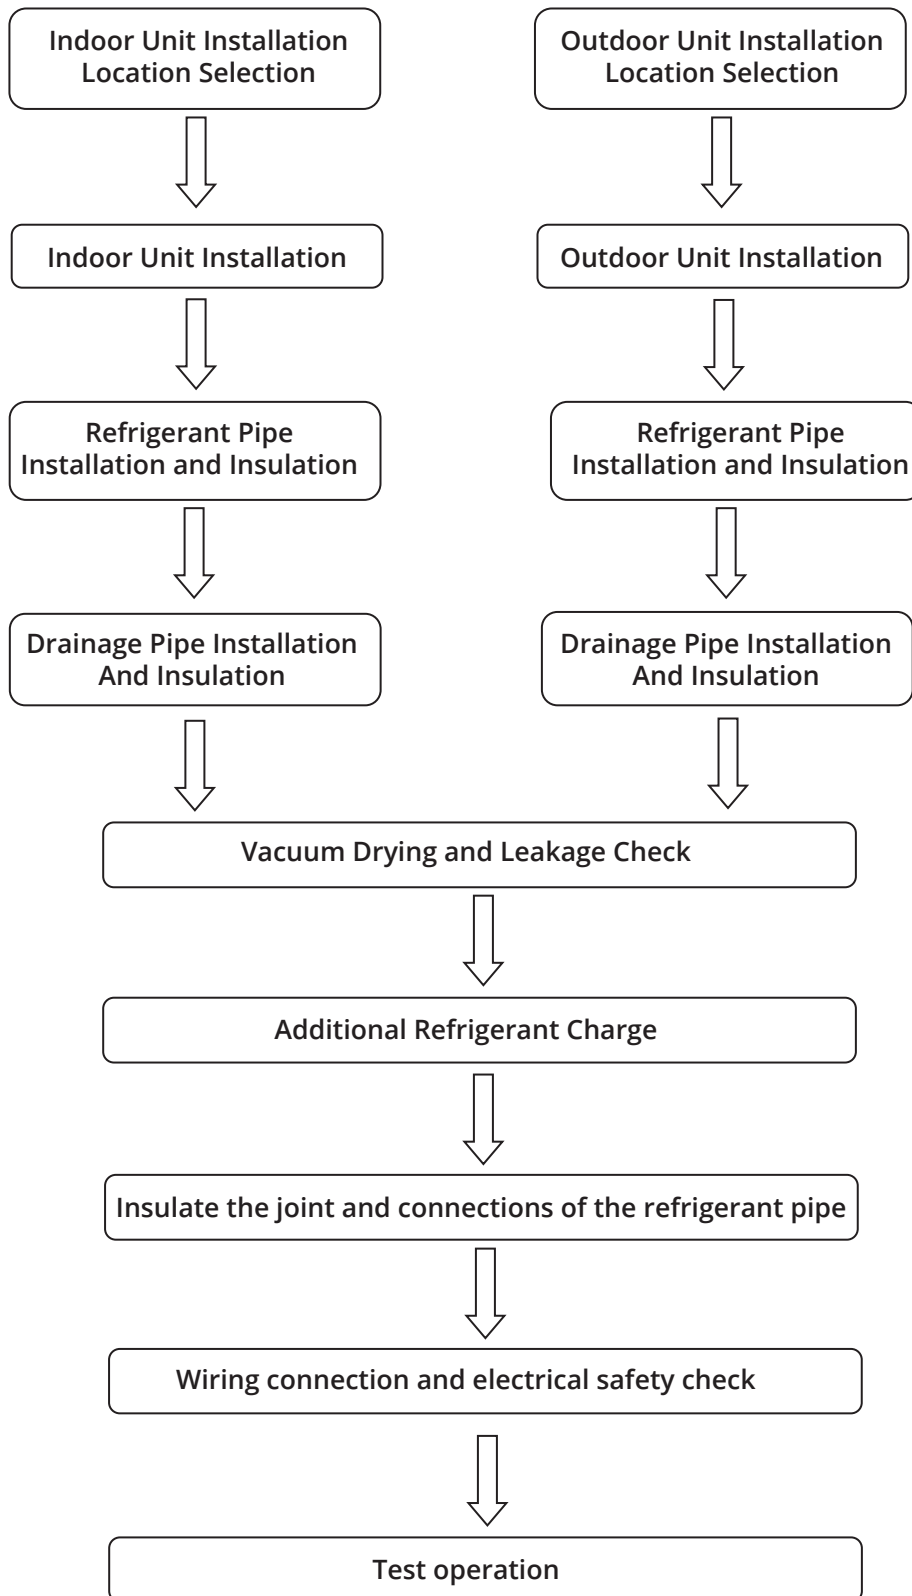 Indoor Unit Installation
Location Selection
Outdoor Unit Installation
Location Selection
Indoor Unit Installation
Outdoor Unit Installation
Refrigerant Pipe
Installation and Insulation
Refrigerant Pipe
Installation and Insulation
Drainage Pipe Installation
And Insulation
Drainage Pipe Installation
And Insulation
Vacuum Drying and Leakage Check
Additional Refrigerant Charge
Insulate the joint and connections of the refrigerant pipe
Wiring connection and electrical safety check
Test operation